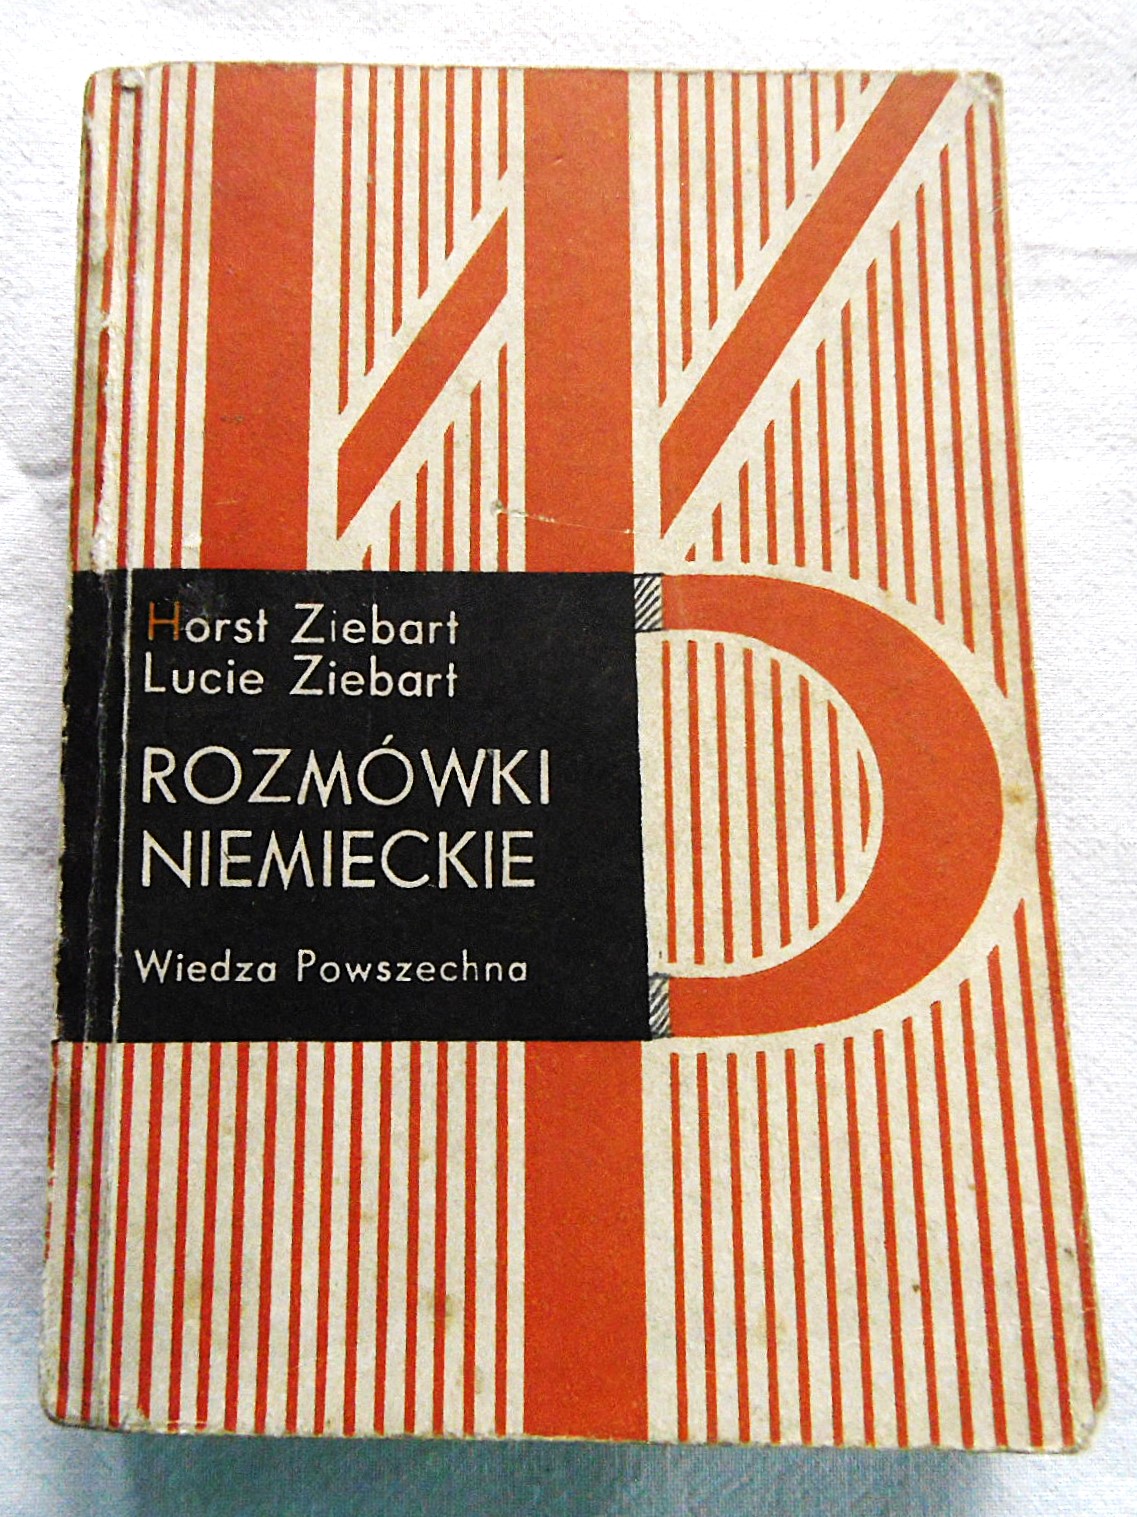 Horst Ziebart
Lucie Ziebart
ROZMÓWKI
NIEMIECKIE
Wiedza Powszechna